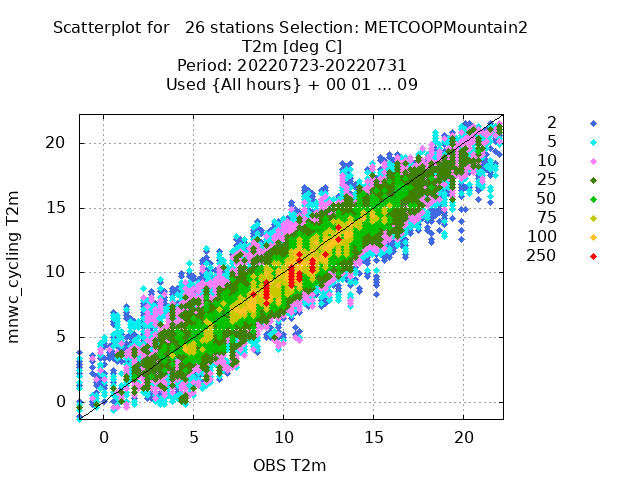 Scatterplot for   26 stations Selection: METCOOPMountain2
T2m [deg C]
Period: 20220723-20220731
Used {All hours} + 00 01 ... 09
2
5
10
25
50
75
100
250
mnwc_cycling T2m
20
15
10
5
0
0 5 10 15 20
OBS T2m